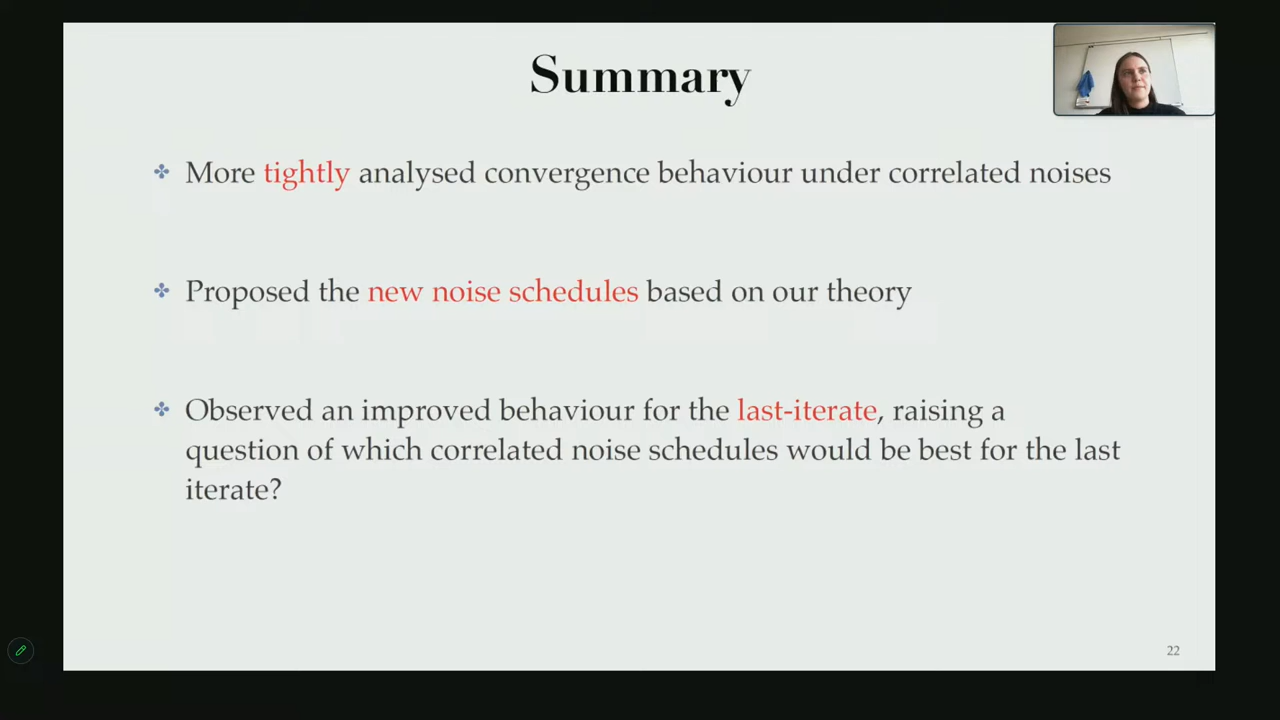 Summary
More tightly analysed convergence behaviour under correlated noises
Proposed the new noise schedules based on our theory
Observed an improved behaviour for the last-iterate, raising a
question of which correlated noise schedules would be best for the last
iterate?
22